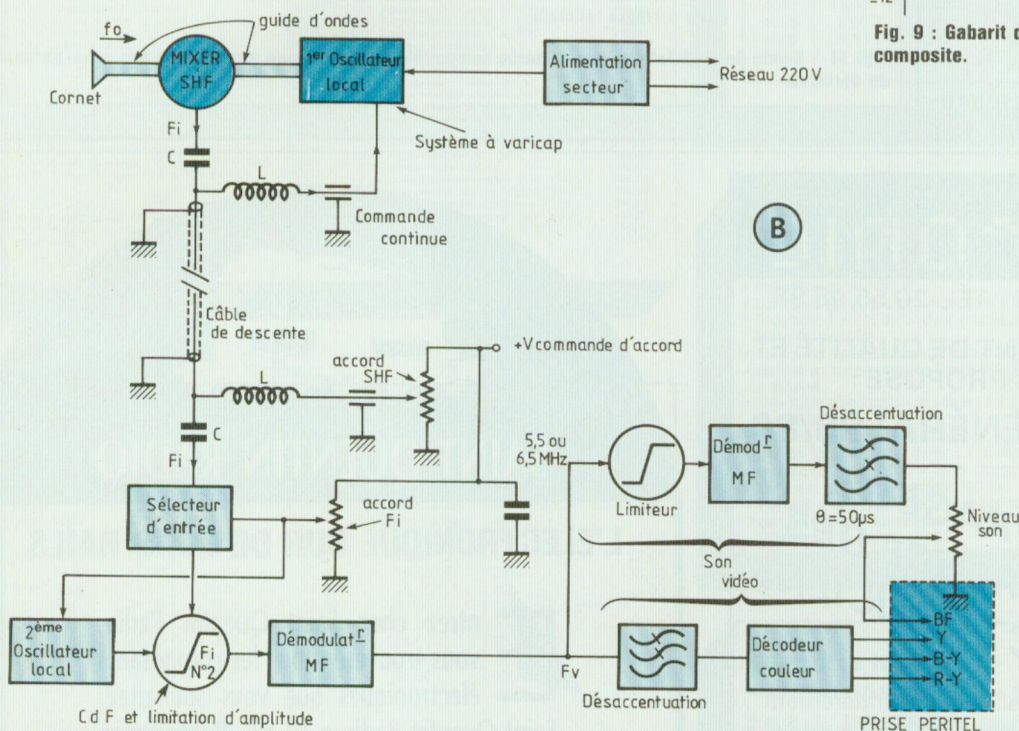 Fig. 9 : Gabarit d
composite.
fo
guide d'ondes
MIXER
SHF
Cornet
1er Oscillateur
local
Alimentation
secteur
Réseau 220 V
Système à varicap
Fi
C
L
Commande
continue
B
Câble
de descente
accord
SHF
+V commande d'accord
L
C
Fi
Sélecteur
d'entrée
accord
Fi
2ème
Oscillateur
local
Fi
N°2
Démodulatr
MF
CdF et limitation d'amplitude
5,5 ou
6,5 MHz
Limiteur
Démodr
MF
Désaccentuation
θ = 50µs
Niveau
son
Son
vidéo
Fv
Désaccentuation
Décodeur
couleur
BF
Y
B-Y
R-Y
PRISE PERITEL